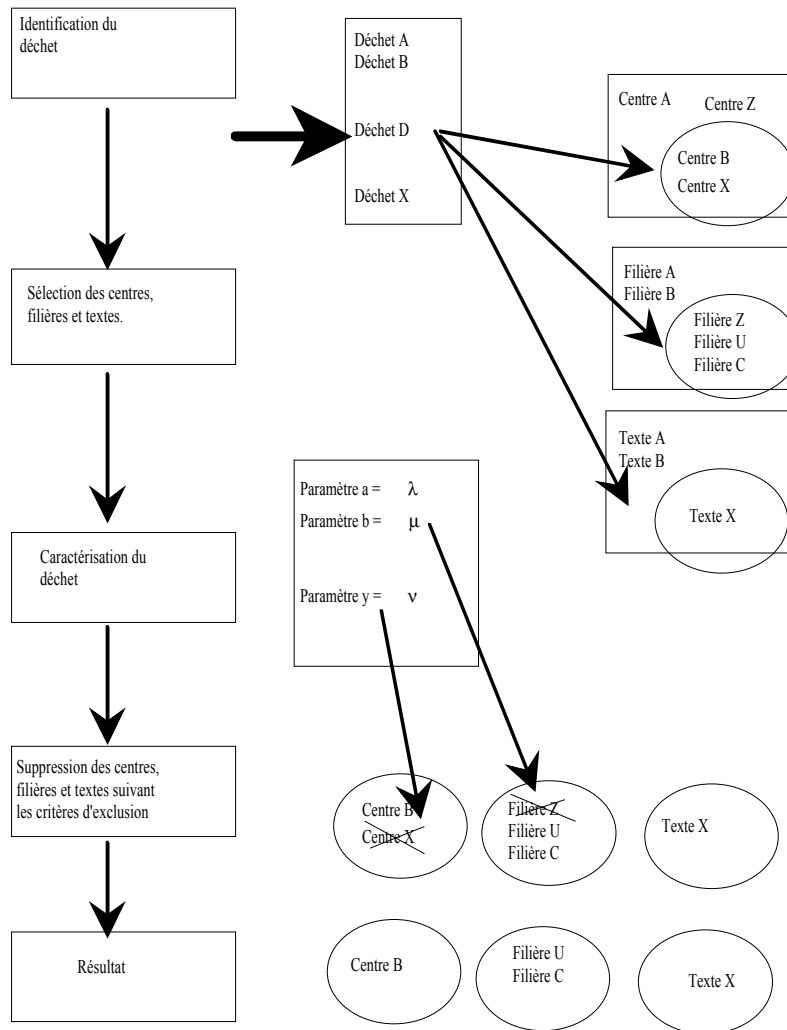 Identification du
déchet
Déchet A
Déchet B
Déchet D
Déchet X
Centre A
Centre Z
Centre B
Centre X
Sélection des centres,
filières et textes.
Filière A
Filière B
Filière Z
Filière U
Filière C
Texte A
Texte B
Texte X
Caractérisation du
déchet
Paramètre a = λ
Paramètre b = μ
Paramètre y = ν
Suppression des centres,
filières et textes suivant
les critères d'exclusion
Centre B
Centre X
Filière Z
Filière U
Filière C
Texte X
Résultat
Centre B
Filière U
Filière C
Texte X